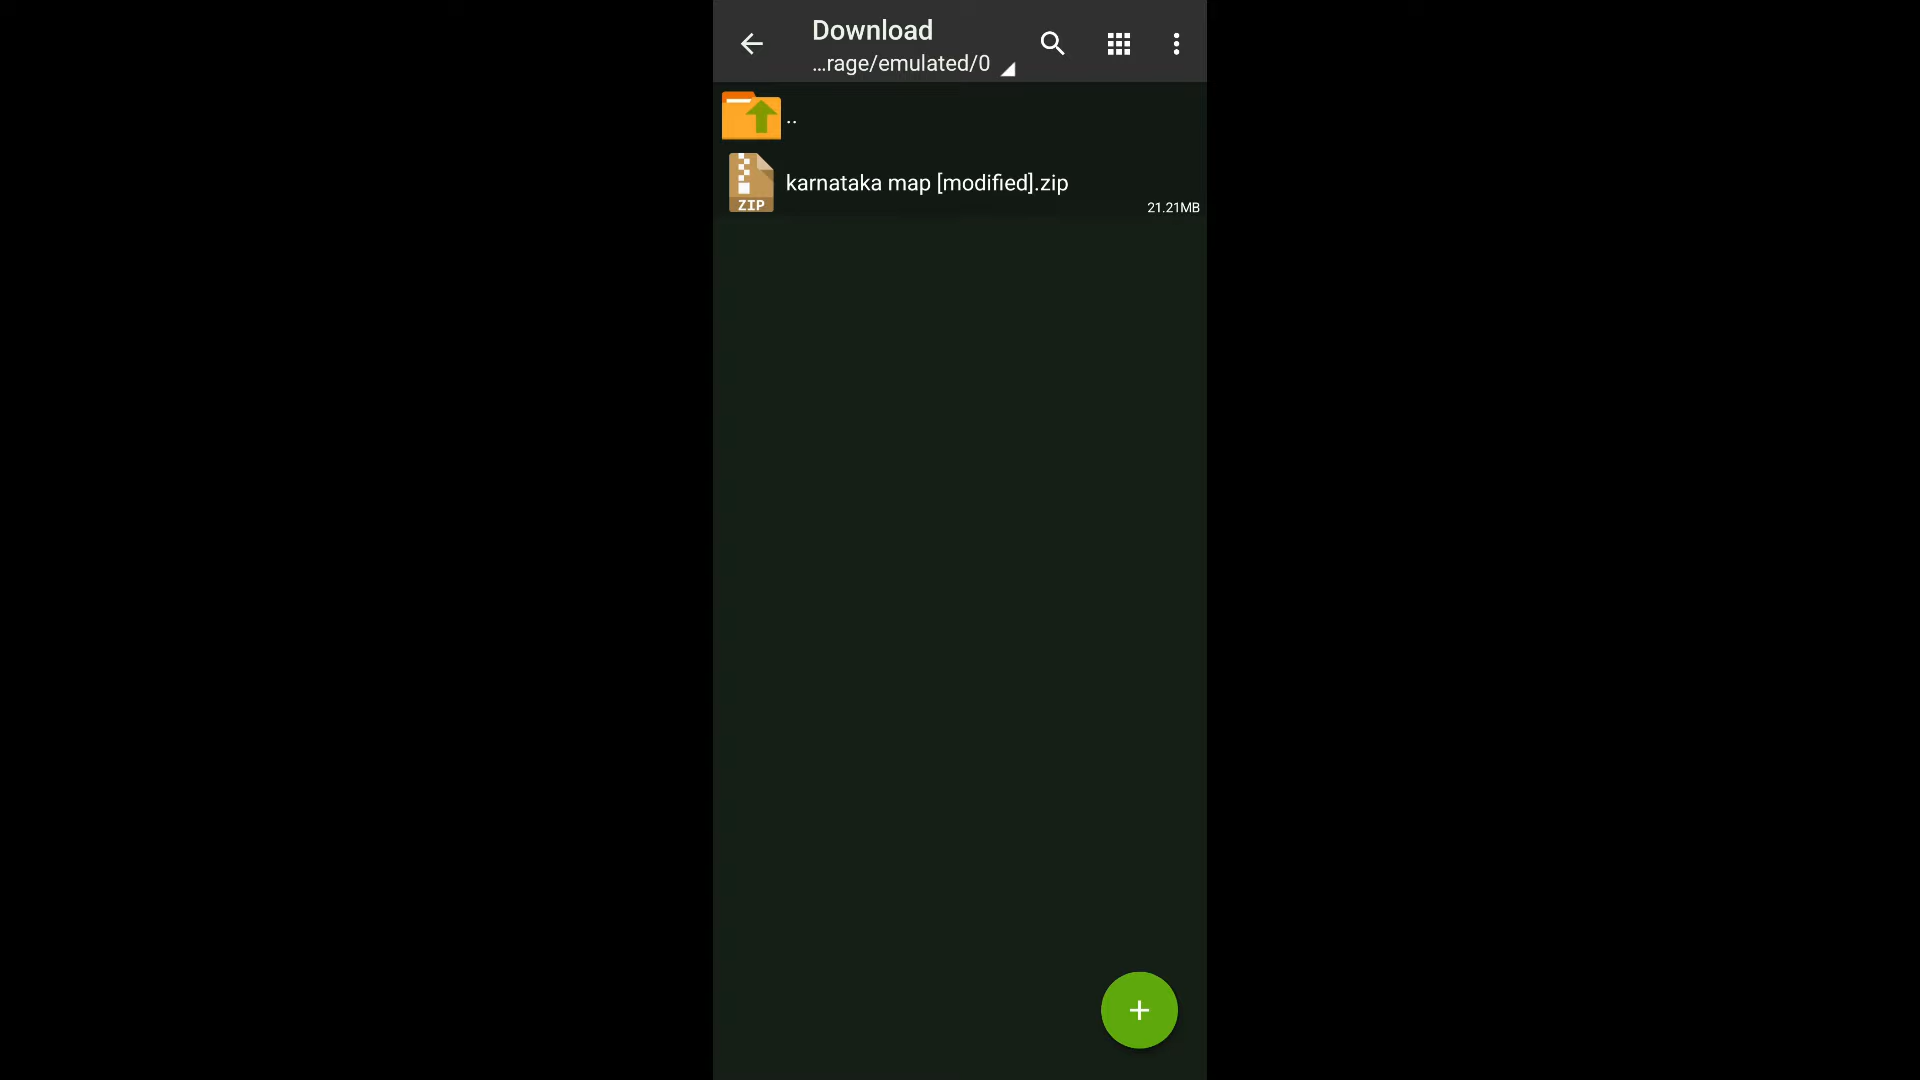 Download
...rage/emulated/0
..
karnataka map [modified].zip
ZIP
21.21MB